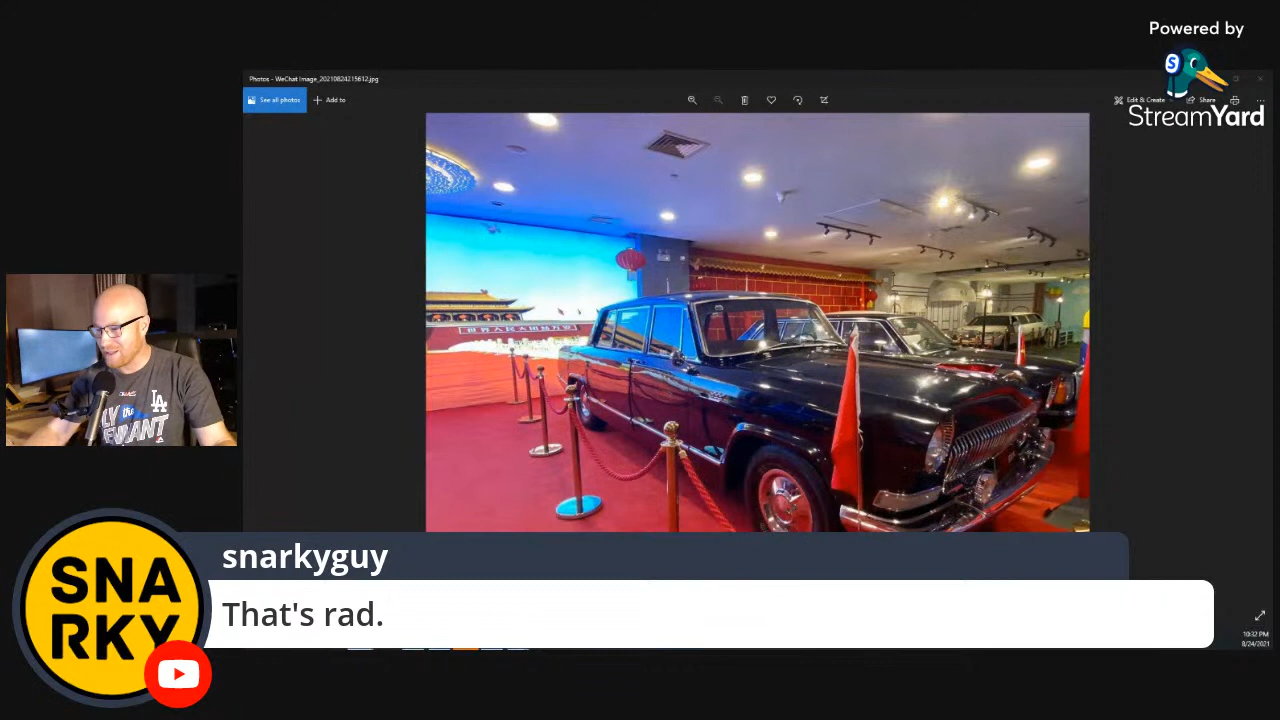 Powered by
S
StreamYard
Photos - WeChat Image_20210824215612.jpg
See all photos
Add to
Edit & Create
Share
LA
snarkyguy
That's rad.
SNA
RKY
10:32 PM
8/24/2021